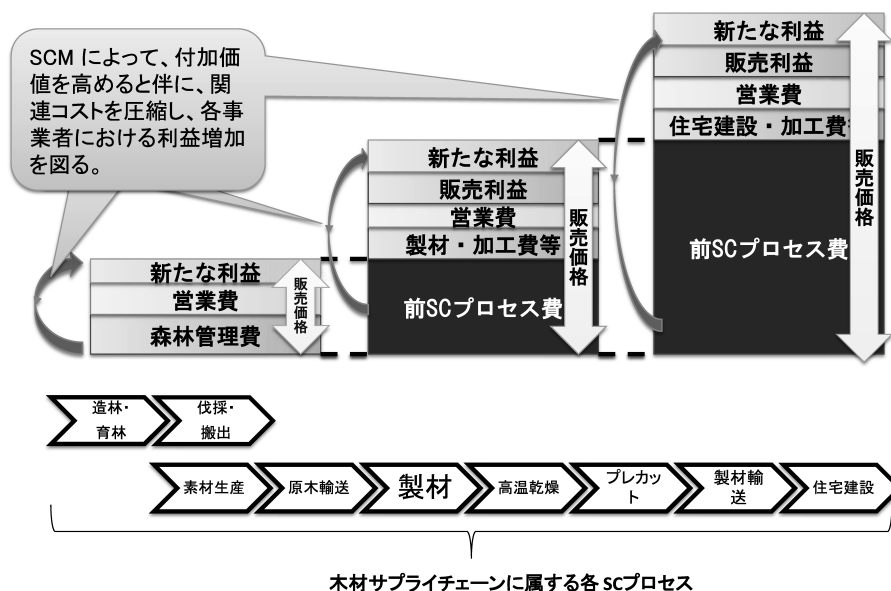 SCM によって、付加価
値を高めると伴に、関
連コストを圧縮し、各事
業者における利益増加
を図る。
新たな利益
営業費
森林管理費
販売価格
新たな利益
販売利益
営業費
製材・加工費等
前SCプロセス費
販売価格
新たな利益
販売利益
営業費
住宅建設・加工費等
前SCプロセス費
販売価格
造林・
育林
伐採・
搬出
素材生産
原木輸送
製材
高温乾燥
プレカッ
ト
製材輸
送
住宅建設
木材サプライチェーンに属する各 SCプロセス